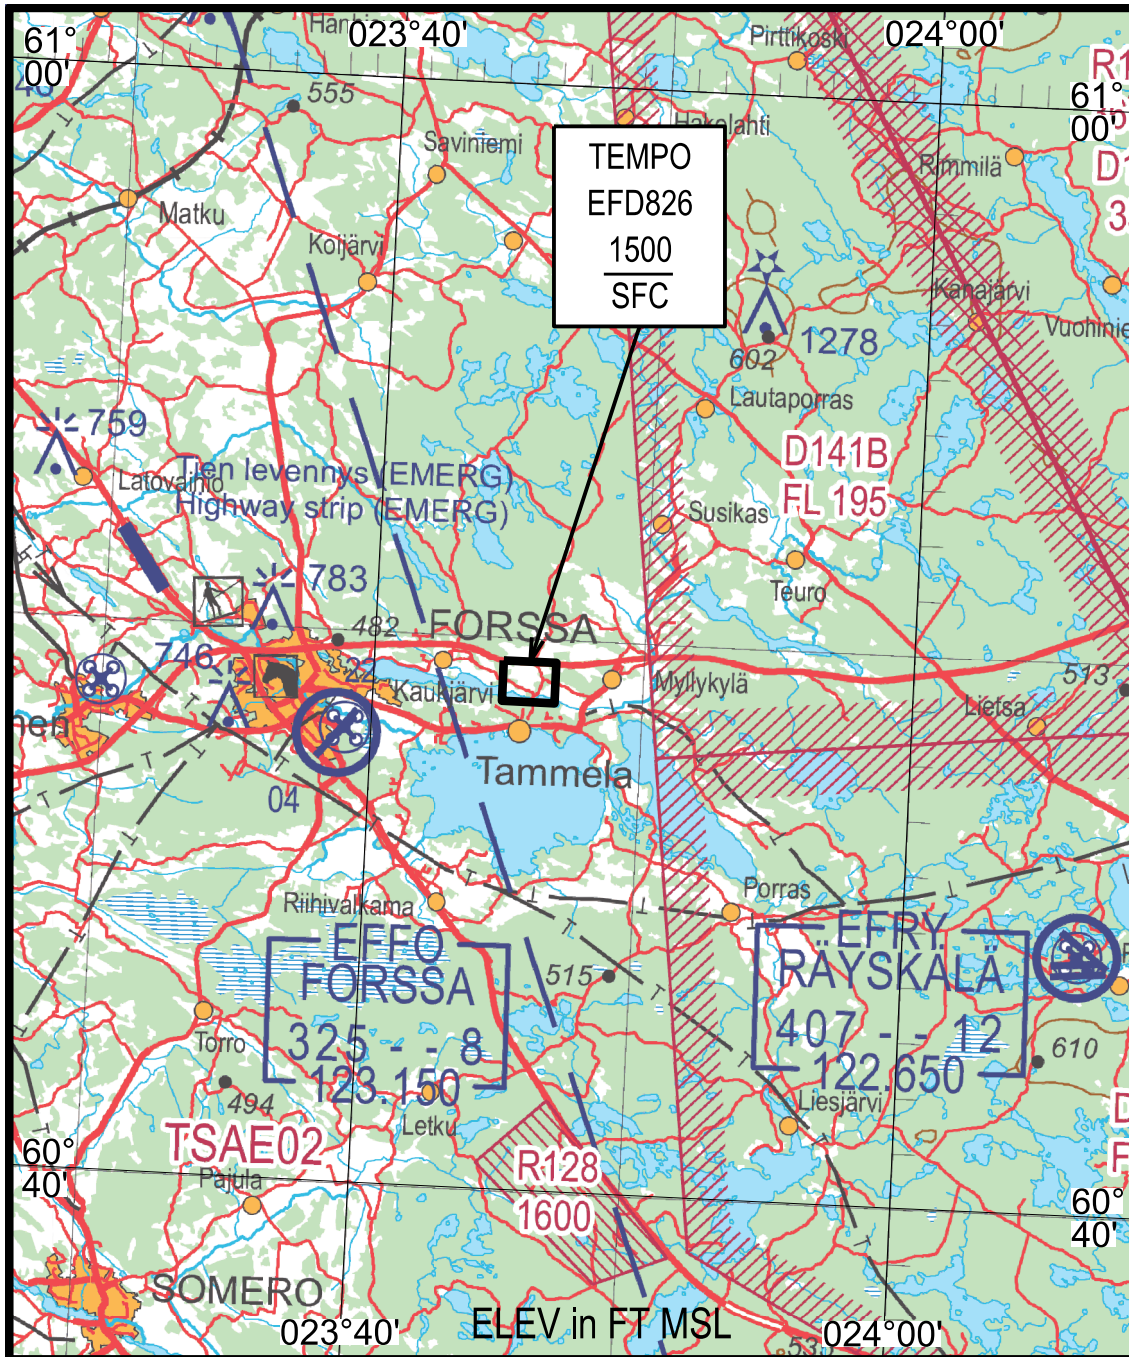 61°
00'
023°40'
024°00'
Pirttikoski
555
Saviniemi
Hakolahti
61°
00'
Rimmilä
Matku
Koijärvi
TEMPO
EFD826
1500
SFC
Kanajärvi
1278
602
Lautaporras
759
Latovainio
Tien levennys (EMERG)
Highway strip (EMERG)
D141B
FL 195
Susikas
Teuro
783
482
FORSSA
746
22
Kaukjärvi
Myllykylä
513
Lietsa
Tammela
04
Riihivalkama
Porras
EFFO
FORSSA
325 - - 8
123.150
515
EFRY
RÄYSKÄLÄ
407 - - 12
122.650
610
Torro
494
Letku
Liesjärvi
TSAE02
Pajula
R128
1600
60°
40'
60°
40'
SOMERO
023°40'
ELEV in FT MSL
024°00'